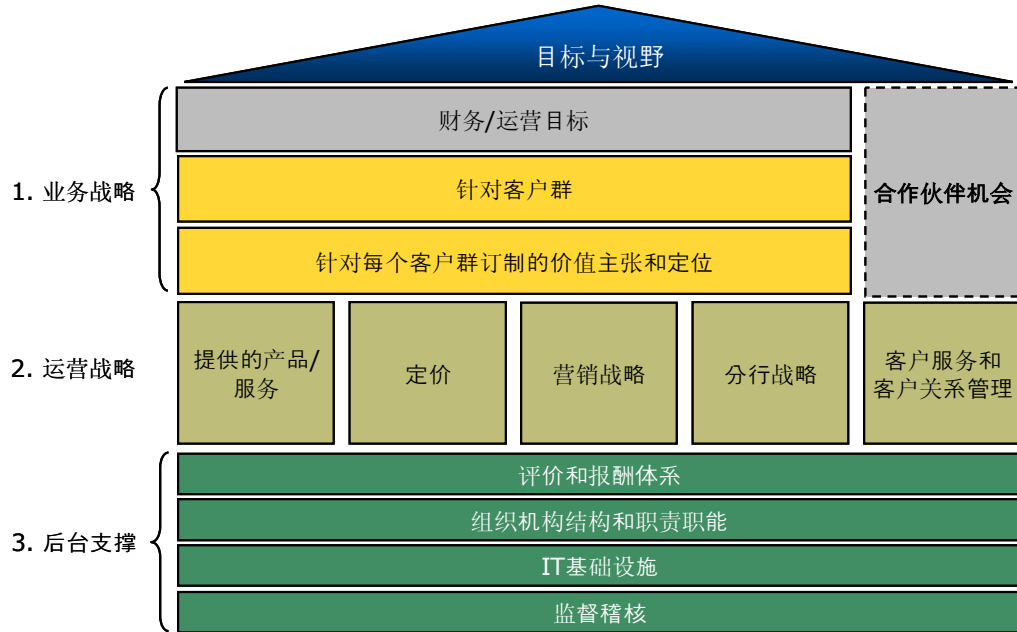 目标与视野
1. 业务战略
财务/运营目标
针对客户群
针对每个客户群订制的价值主张和定位
合作伙伴机会
2. 运营战略
提供的产品/
服务
定价
营销战略
分行战略
客户服务和
客户关系管理
3. 后台支撑
评价和报酬体系
组织机构结构和职责职能
IT基础设施
监督稽核